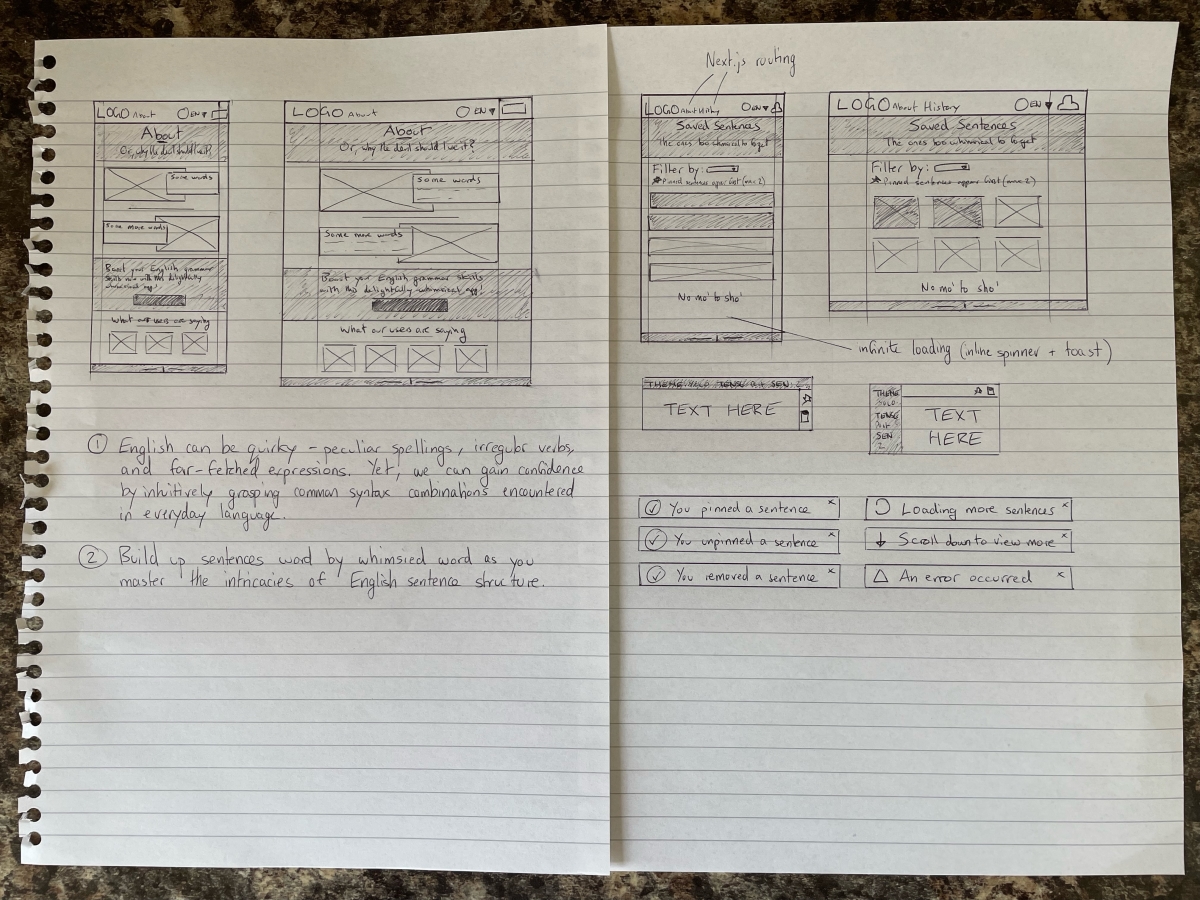 LOGO About EN
About
Or, why the devil should I use it?
Some words
Some more words
Boost your English grammar
skills now with this delightfully
whimsical app!
What our users are saying
LOGO About EN
About
Or, why the devil should I use it?
Some words
Some more words
Boost your English grammar skills
with this delightfully-whimsical app!
What our users are saying
1 English can be quirky – peculiar spellings, irregular verbs,
and far-fetched expressions. Yet, we can gain confidence
by intuitively grasping common syntax combinations encountered
in everyday language.
2 Build up sentences word by whimsical word as you
master the intricacies of English sentence structure.
Next.js routing
LOGO About History EN
Saved Sentences
The ones too whimsical to forget
Filter by:
Pinned sentences appear first (max 2)
No mo' to sho'
LOGO About History EN
Saved Sentences
The ones too whimsical to forget
Filter by:
Pinned sentences appear first (max 2)
No mo' to sho'
infinite loading (inline spinner + toast)
THEME YOLO TENSE SEN
TEXT HERE
THEME
YOLO
TENSE
SEN
2
TEXT
HERE
You pinned a sentence x
You unpinned a sentence x
You removed a sentence x
Loading more sentences x
Scroll down to view more x
An error occurred x